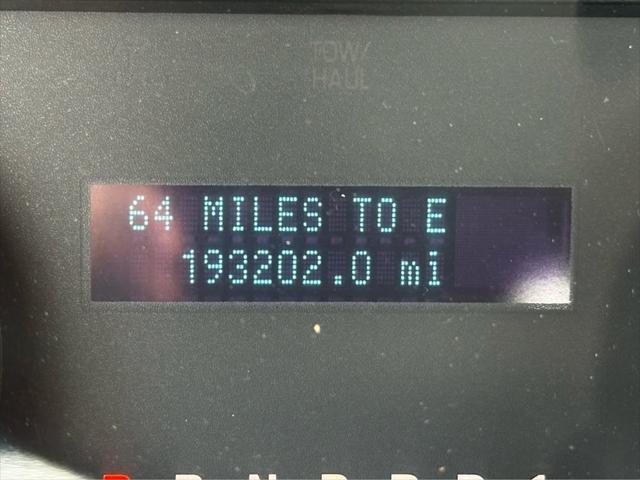 TOW/
HAUL
64 MILES TO E
193202.0 mi